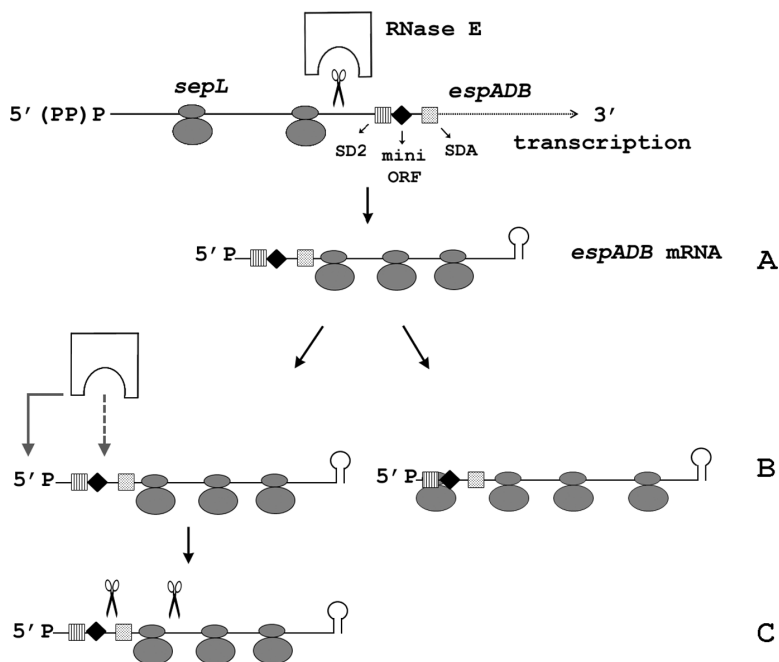 RNase E
sepL
espADB
5' (PP) P
3'
transcription
SD2
mini
ORF
SDA
5' P
espADB mRNA
A
5' P
5' P
B
5' P
C